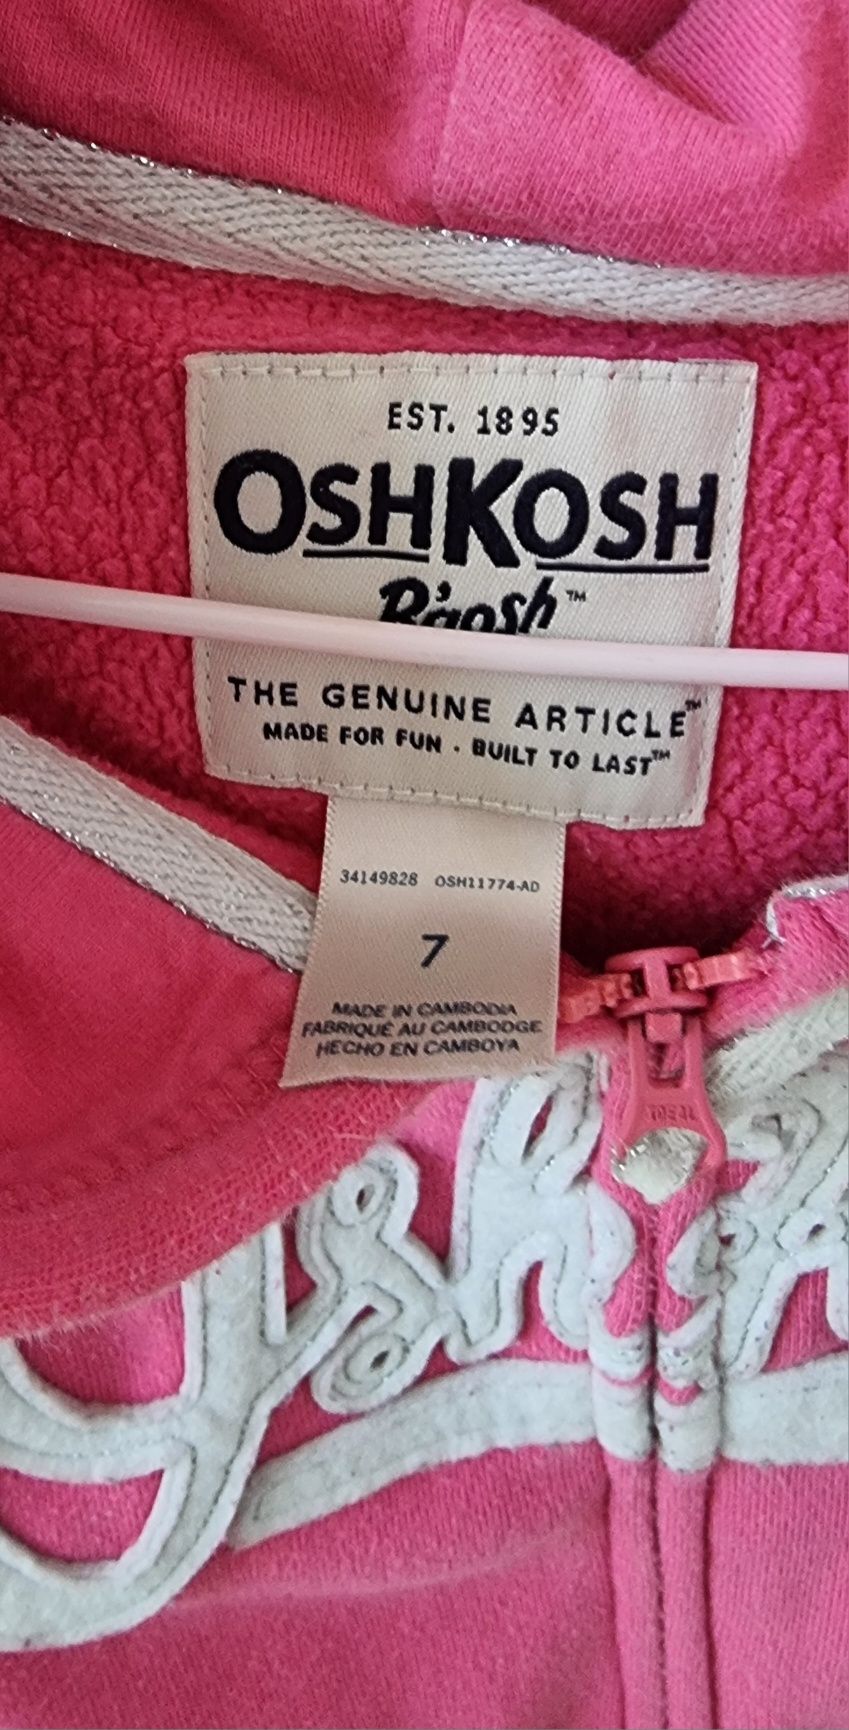 EST. 1895
OSHKOSH
B'gosh™
THE GENUINE ARTICLE™
MADE FOR FUN · BUILT TO LAST™
34149828 OSH11774-AD
7
MADE IN CAMBODIA
FABRIQUÉ AU CAMBODGE
HECHO EN CAMBOYA
IDEAL